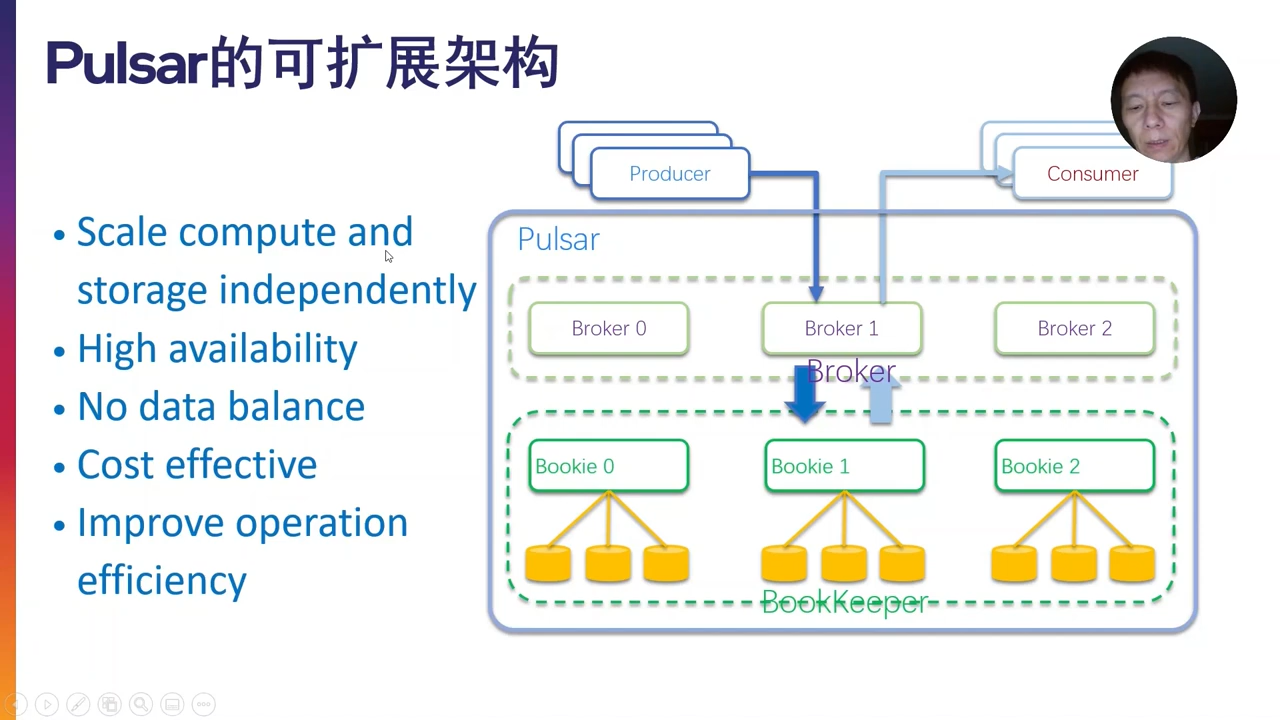 Pulsar的可扩展架构
• Scale compute and
storage independently
• High availability
• No data balance
• Cost effective
• Improve operation
efficiency
Producer
Consumer
Pulsar
Broker 0
Broker 1
Broker 2
Broker
Bookie 0
Bookie 1
Bookie 2
BookKeeper